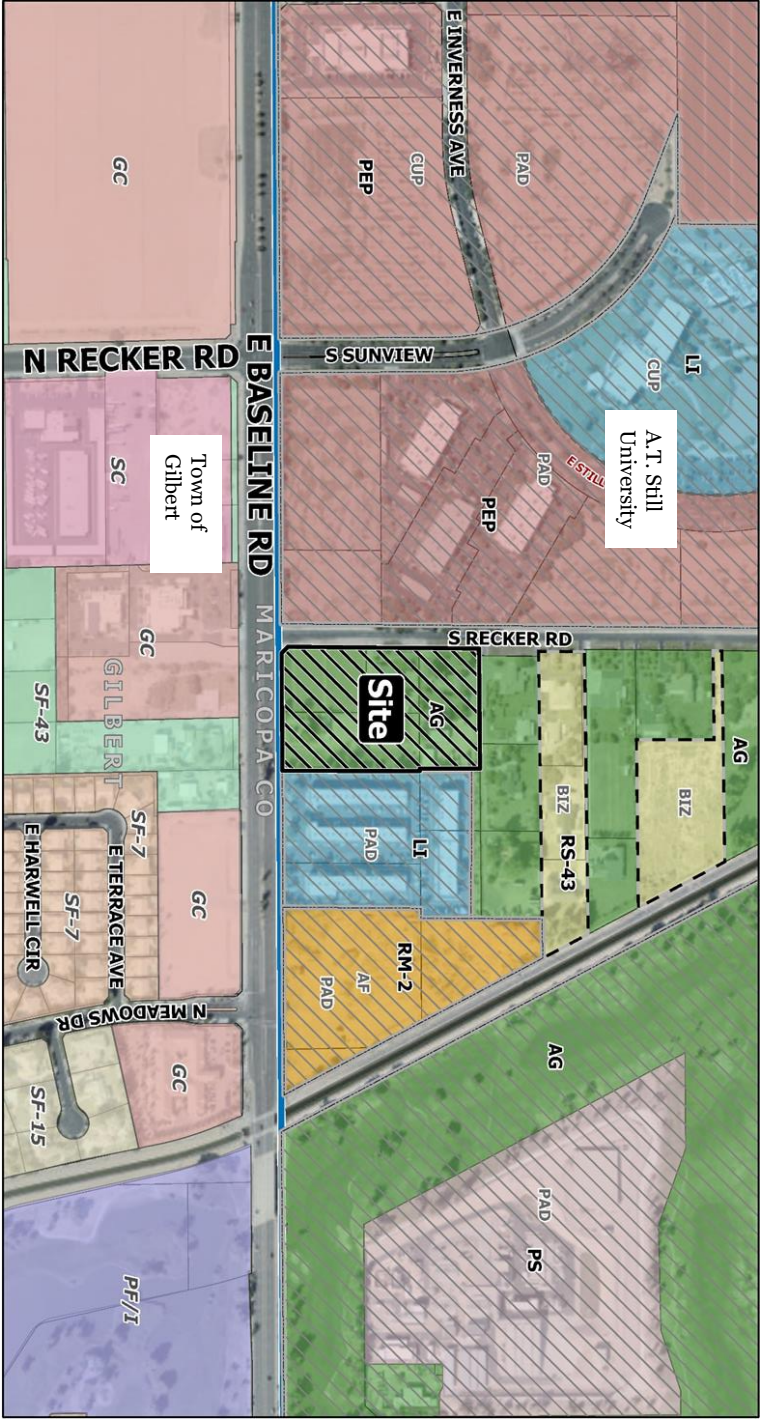 E INVERNESS AVE
PAD
CUP
PEP
GC
LI
CUP
S SUNVIEW
N RECKER RD
E BASELINE RD
A.T. Still
University
E STILL
PAD
PEP
SC
Town of
Gilbert
S RECKER RD
MARICOPA CO
GILBERT
GC
SF-43
AG
Site
AG
BIZ
BIZ
RS-43
LI
PAD
SF-7
SF-7
E TERRACE AVE
E HARWELL CIR
GC
RM-2
AF
PAD
N MEADOWS DR
GC
SF-15
AG
PAD
PS
PF/I